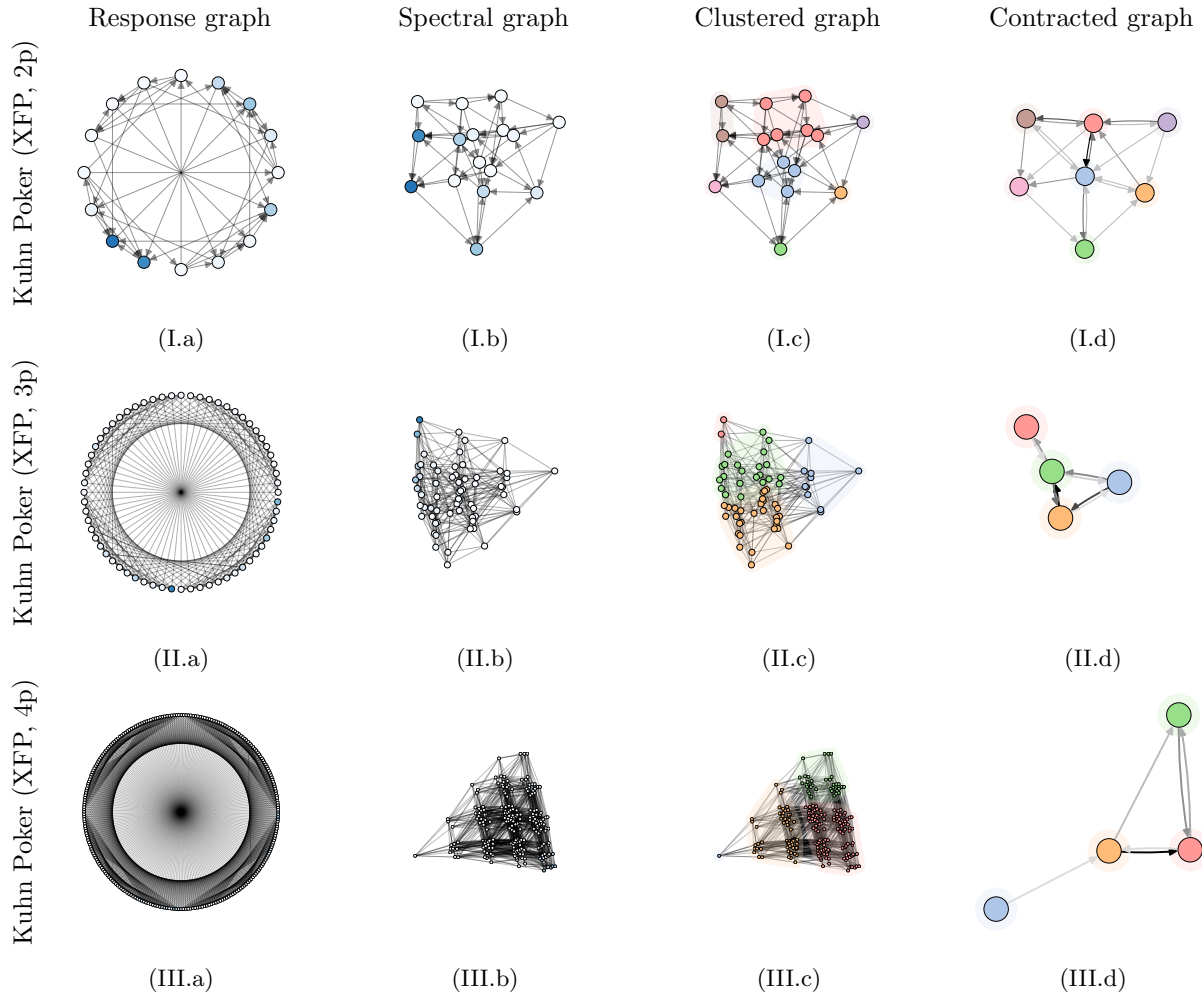 Response graph
Spectral graph
Clustered graph
Contracted graph
Kuhn Poker (XFP, 2p)
(I.a)
(I.b)
(I.c)
(I.d)
Kuhn Poker (XFP, 3p)
(II.a)
(II.b)
(II.c)
(II.d)
Kuhn Poker (XFP, 4p)
(III.a)
(III.b)
(III.c)
(III.d)